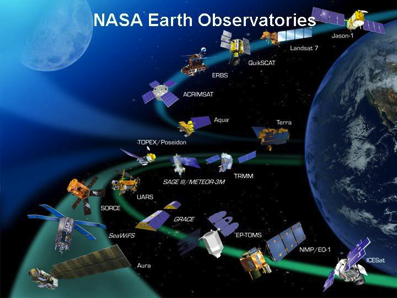 NASA Earth Observatories
Jason-1
Landsat 7
QuikSCAT
ERBS
ACRIMSAT
Aqua
Terra
TOPEX/Poseidon
TRMM
SAGE III/METEOR-3M
UARS
SORCE
GRACE
SeaWiFS
EP-TOMS
NMP/EO-1
ICESat
Aura